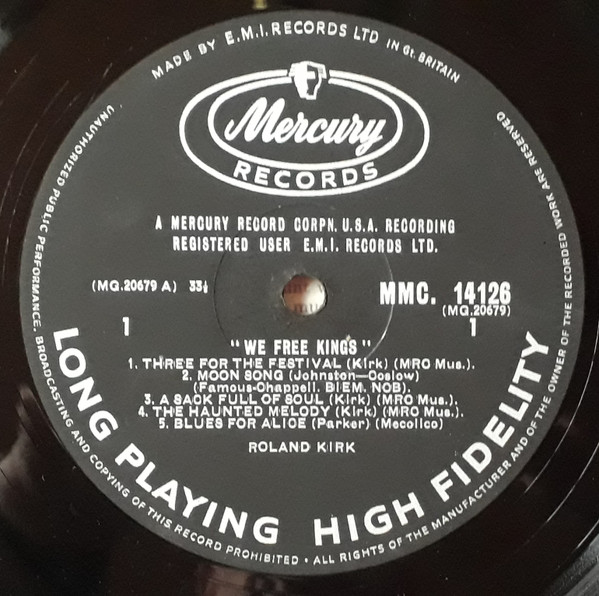 MADE BY E.M.I. RECORDS LTD IN Gt. BRITAIN
Mercury
RECORDS
A MERCURY RECORD CORPN. U.S.A. RECORDING
REGISTERED USER E.M.I. RECORDS LTD.
(MG.20679 A) 33⅓
MMC. 14126
(MG.20679)
1
1
"WE FREE KINGS"
1. THREE FOR THE FESTIVAL (Kirk) (MRO Mus.).
2. MOON SONG (Johnston—Coslow)
(Famous-Chappell. BIEM. NCB).
3. A SACK FULL OF SOUL (Kirk) (MRO Mus.).
4. THE HAUNTED MELODY (Kirk) (MRO Mus.).
5. BLUES FOR ALICE (Parker) (Mecolico)
ROLAND KIRK
LONG PLAYING HIGH FIDELITY
UNAUTHORIZED PUBLIC PERFORMANCE, BROADCASTING AND COPYING OF THIS RECORD PROHIBITED · ALL RIGHTS OF THE MANUFACTURER AND OF THE OWNER OF THE RECORDED WORK ARE RESERVED